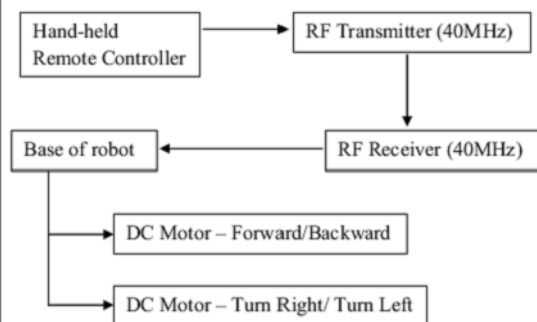 Hand-held
Remote Controller
RF Transmitter (40MHz)
Base of robot
RF Receiver (40MHz)
DC Motor – Forward/Backward
DC Motor – Turn Right/ Turn Left